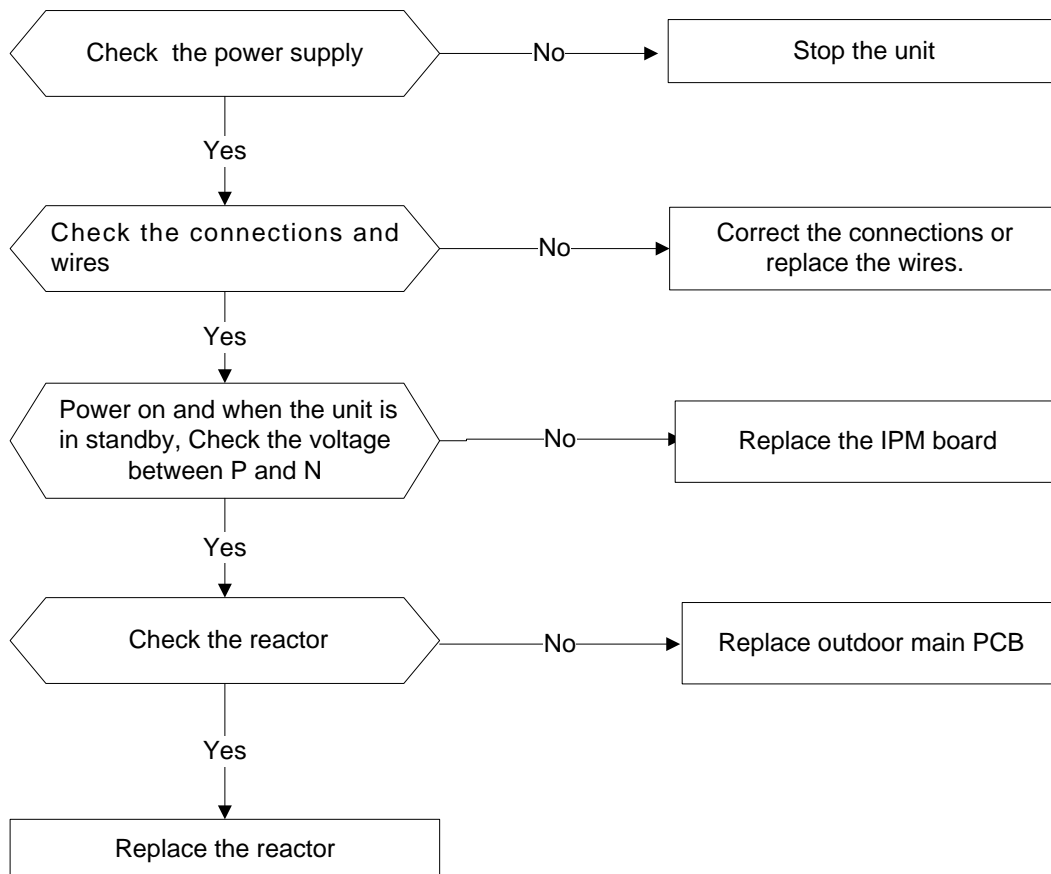 Check the power supply
No
Stop the unit
Yes
Check the connections and
wires
No
Correct the connections or
replace the wires.
Yes
Power on and when the unit is
in standby, Check the voltage
between P and N
No
Replace the IPM board
Yes
Check the reactor
No
Replace outdoor main PCB
Yes
Replace the reactor